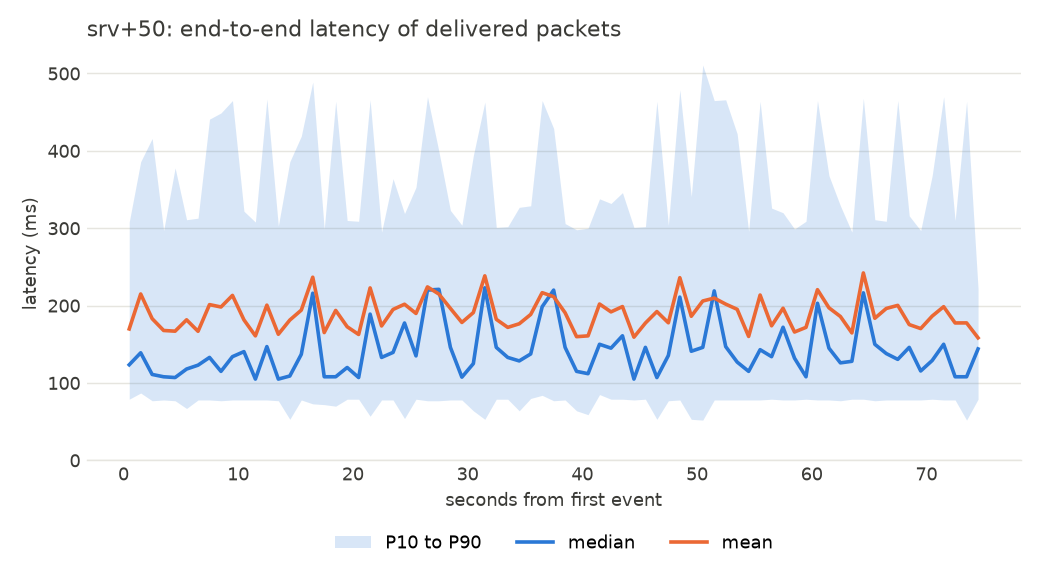 srv+50: end-to-end latency of delivered packets
latency (ms)
500
400
300
200
100
0
0 10 20 30 40 50 60 70
seconds from first event
P10 to P90 median mean